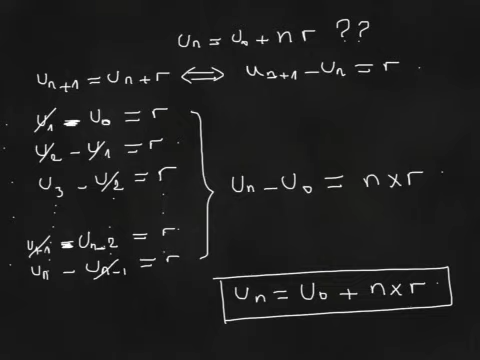 Un = U0 + n r ??
Un+1 = Un + r ⟺ Un+1 − Un = r
U1 − U0 = r
U2 − U1 = r
U3 − U2 = r
Un−1 − Un−2 = r
Un − Un−1 = r
Un − U0 = n × r
Un = U0 + n × r